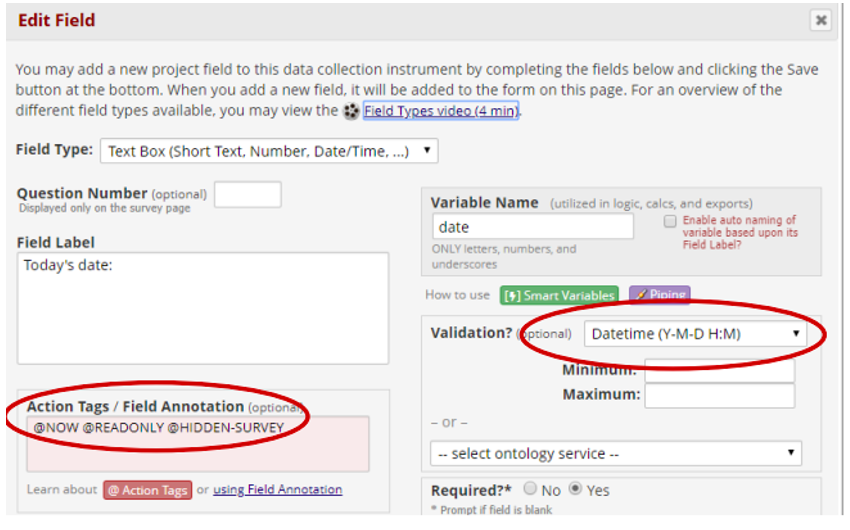 Edit Field
You may add a new project field to this data collection instrument by completing the fields below and clicking the Save
button at the bottom. When you add a new field, it will be added to the form on this page. For an overview of the
different field types available, you may view the Field Types video (4 min).
Field Type: Text Box (Short Text, Number, Date/Time, ...)
Question Number (optional)
Displayed only on the survey page
Field Label
Today's date:
Action Tags / Field Annotation (optional)
@NOW @READONLY @HIDDEN-SURVEY
Learn about @ Action Tags or using Field Annotation
Variable Name (utilized in logic, calcs, and exports)
date
ONLY letters, numbers, and
underscores
Enable auto naming of
variable based upon its
Field Label?
How to use [⚡] Smart Variables Piping
Validation? (optional) Datetime (Y-M-D H:M)
Minimum:
Maximum:
– or –
-- select ontology service --
Required?* No Yes
* Prompt if field is blank